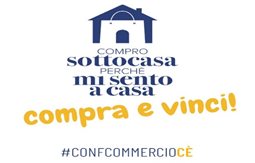 COMPRO
sottocasa
PERCHÈ
mi sento
a casa
compra e vinci!
#CONFCOMMERCIOCÈ